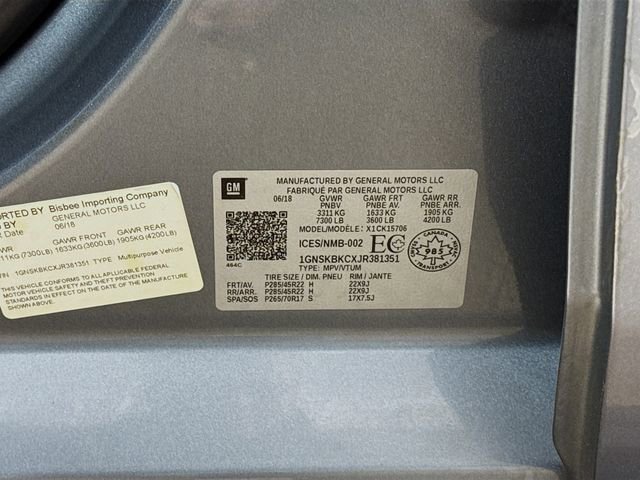 ORTED BY Bisbee Importing Company
D BY GENERAL MOTORS LLC
Date 06/18
GAWR FRONT GAWR REAR
11KG (7300LB) 1633KG(3600LB) 1905KG(4200LB)
1GNSKBKCXJR381351 TYPE: Multipurpose Vehicle
THIS VEHICLE CONFORMS TO ALL APPLICABLE FEDERAL
MOTOR VEHICLE SAFETY AND THEFT PREVENTION
STANDARDS IN EFFECT ON THE DATE OF THE MANUFACTURE
SHOWN ABOVE.
GM
MANUFACTURED BY GENERAL MOTORS LLC
FABRIQUÉ PAR GENERAL MOTORS LLC
06/18 GVWR GAWR FRT GAWR RR
PNBV PNBE AV. PNBE ARR.
3311 KG 1633 KG 1905 KG
7300 LB 3600 LB 4200 LB
MODEL/MODÈLE: X1CK15706
ICES/NMB-002
985
464C
1GNSKBKCXJR381351
TYPE: MPV/VTUM
TIRE SIZE / DIM. PNEU RIM / JANTE
FRT/AV. P285/45R22 H 22X9J
RR/ARR. P285/45R22 H 22X9J
SPA/SOS P265/70R17 S 17X7.5J